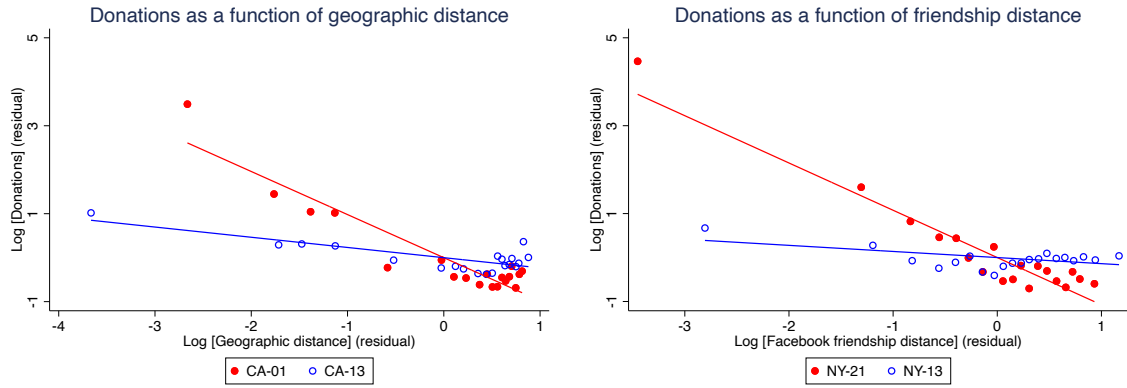 Donations as a function of geographic distance
Log [Donations] (residual)
5
3
1
-1
-4
-3
-2
-1
0
1
Log [Geographic distance] (residual)
CA-01
CA-13
Donations as a function of friendship distance
Log [Donations] (residual)
5
3
1
-1
-3
-2
-1
0
1
Log [Facebook friendship distance] (residual)
NY-21
NY-13